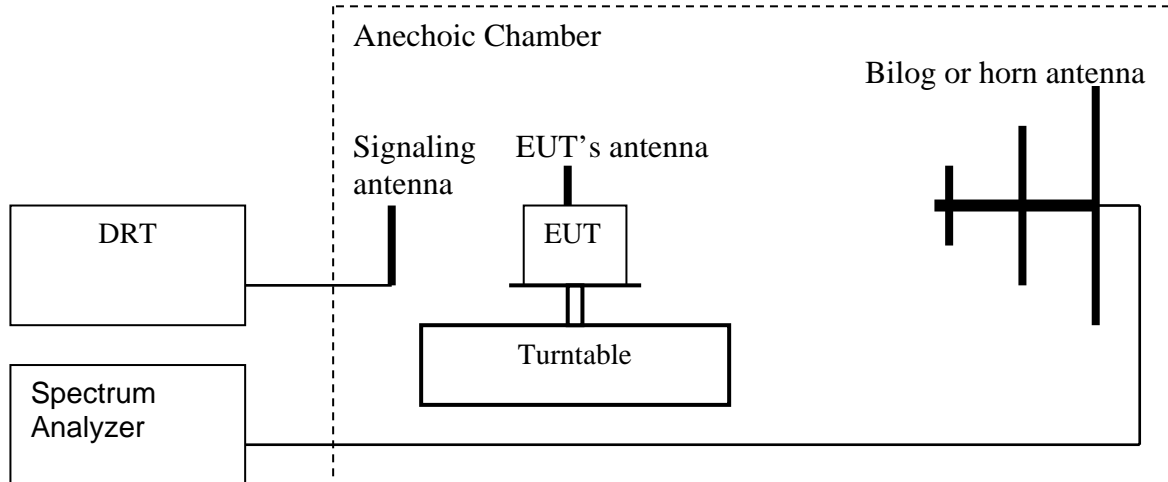 Anechoic Chamber
Bilog or horn antenna
Signaling
antenna
EUT’s antenna
DRT
EUT
Turntable
Spectrum
Analyzer